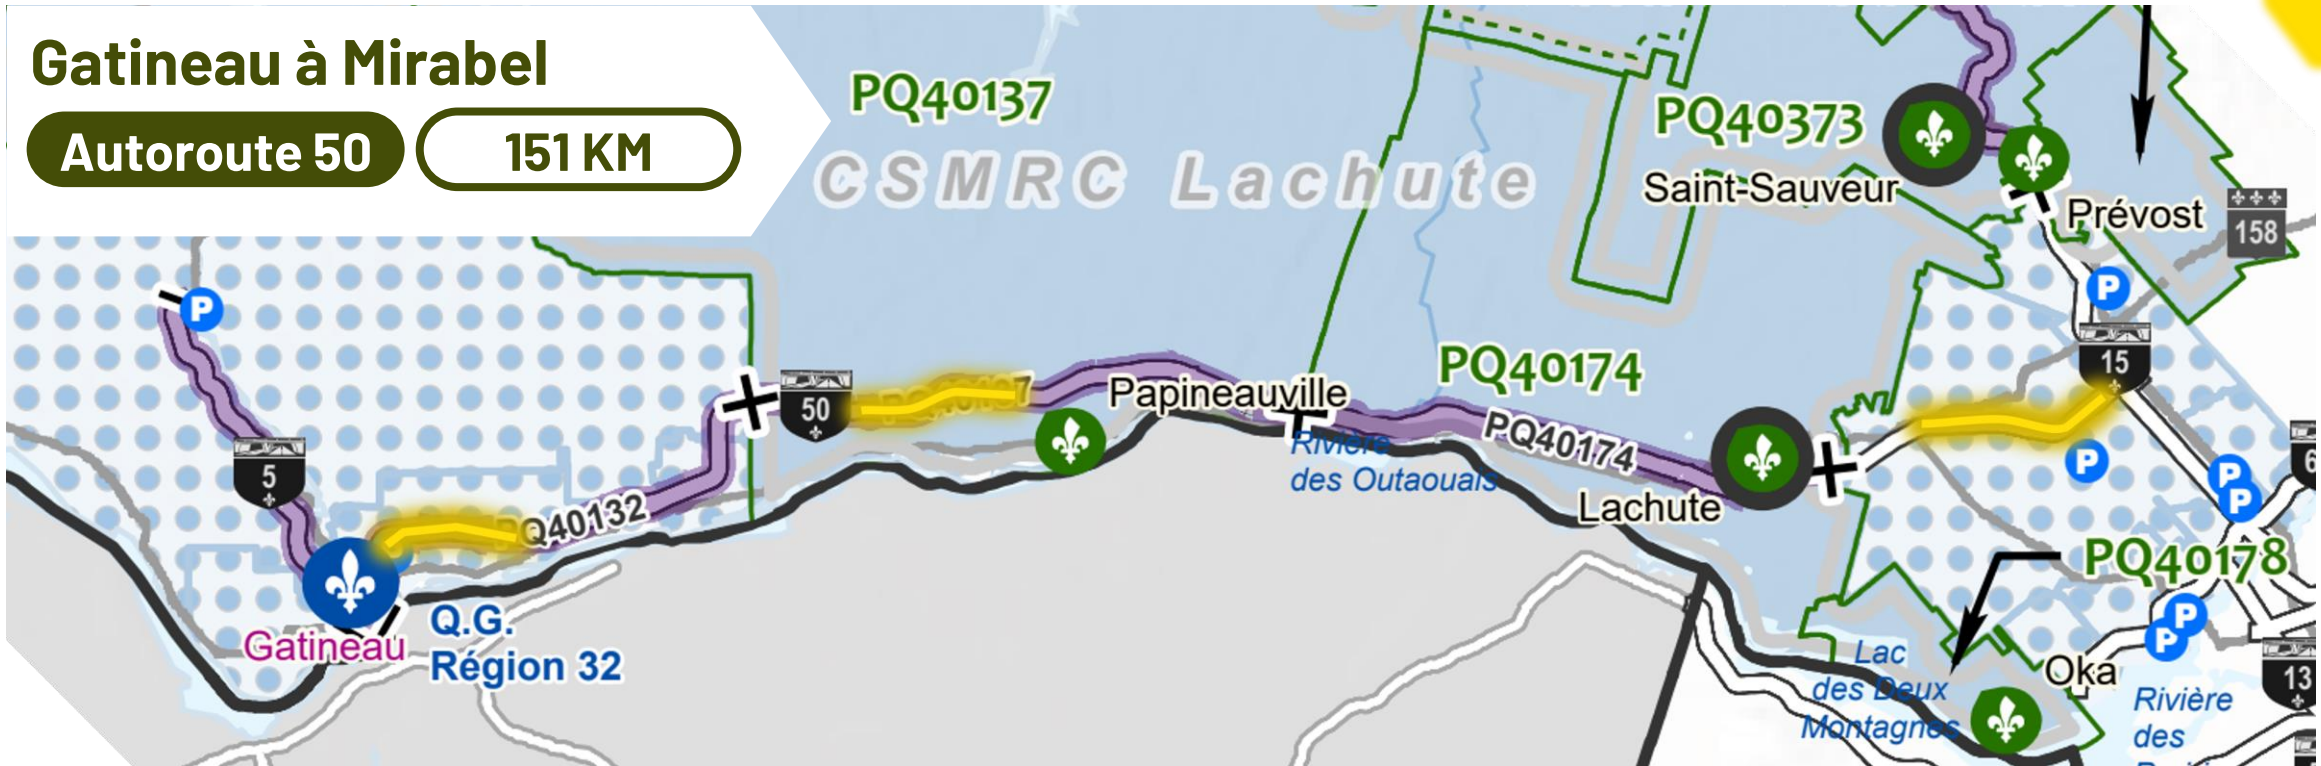 Gatineau à Mirabel
Autoroute 50
151 KM
PQ40137
CSMRC Lachute
PQ40373
Saint-Sauveur
Prévost
158
P
P
15
50
Papineauville
PQ40174
PQ40174
5
PQ40132
Rivière
des Outaouais
Lachute
P
P
P
6
PQ40178
Q.G.
Région 32
Gatineau
P
P
Lac
des Deux
Montagnes
Oka
13
Rivière
des